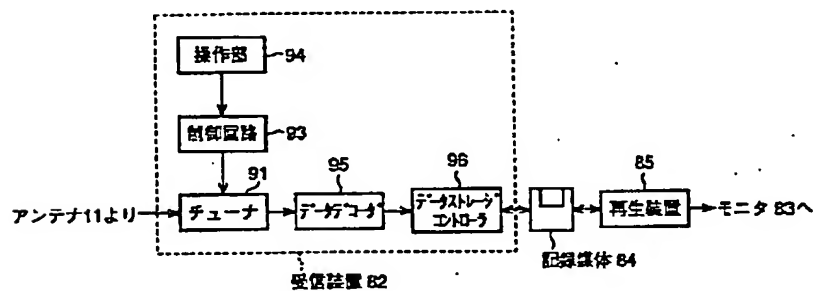 操作部
94
制御回路
93
91
95
96
85
アンテナ11より
チューナ
データデコーダ
データストレージ
コントローラ
再生装置
モニタ 83へ
記録媒体 84
受信装置 82